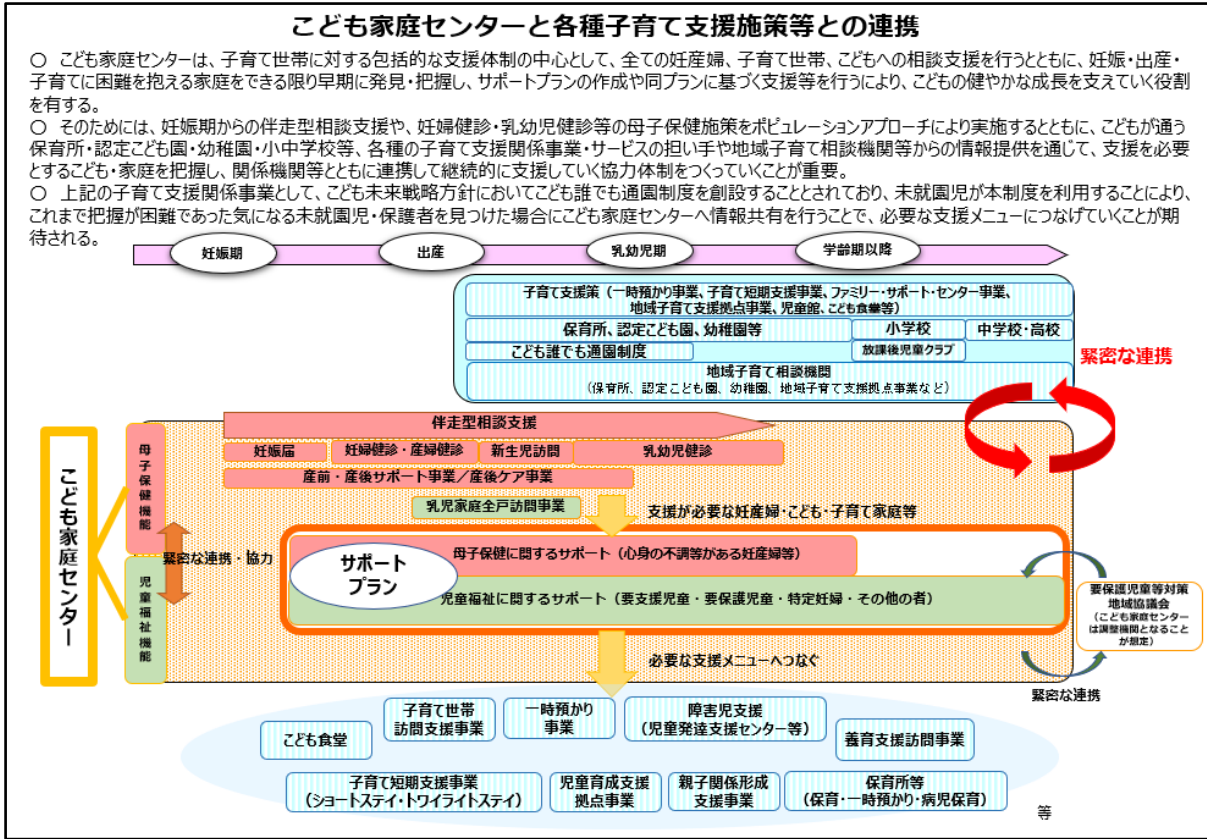 こども家庭センターと各種子育て支援施策等との連携
○ こども家庭センターは、子育て世帯に対する包括的な支援体制の中心として、全ての妊産婦、子育て世帯、こどもへの相談支援を行うとともに、妊娠・出産・
子育てに困難を抱える家庭をできる限り早期に発見・把握し、サポートプランの作成や同プランに基づく支援等を行うにより、こどもの健やかな成長を支えていく役割
を有する。
○ そのためには、妊娠期からの伴走型相談支援や、妊婦健診・乳幼児健診等の母子保健施策をポピュレーションアプローチにより実施するとともに、こどもが通う
保育所・認定こども園・幼稚園・小中学校等、各種の子育て支援関係事業・サービスの担い手や地域子育て相談機関等からの情報提供を通じて、支援を必要
とするこども・家庭を把握し、関係機関等とともに連携して継続的に支援していく協力体制をつくっていくことが重要。
○ 上記の子育て支援関係事業として、こども未来戦略方針においてこども誰でも通園制度を創設することとされており、未就園児が本制度を利用することにより、
これまで把握が困難であった気になる未就園児・保護者を見つけた場合にこども家庭センターへ情報共有を行うことで、必要な支援メニューにつなげていくことが期
待される。
妊娠期
出産
乳幼児期
学齢期以降
子育て支援策（一時預かり事業、子育て短期支援事業、ファミリー・サポート・センター事業、
地域子育て支援拠点事業、児童館、こども食堂等）
保育所、認定こども園、幼稚園等
小学校
中学校・高校
こども誰でも通園制度
放課後児童クラブ
地域子育て相談機関
（保育所、認定こども園、幼稚園、地域子育て支援拠点事業など）
緊密な連携
こども家庭センター
母子保健機能
児童福祉機能
緊密な連携・協力
伴走型相談支援
妊娠届
妊婦健診・産婦健診
新生児訪問
乳幼児健診
産前・産後サポート事業／産後ケア事業
乳児家庭全戸訪問事業
支援が必要な妊産婦・こども・子育て家庭等
サポート
プラン
母子保健に関するサポート（心身の不調等がある妊産婦等）
児童福祉に関するサポート（要支援児童・要保護児童・特定妊婦・その他の者）
要保護児童等対策
地域協議会
（こども家庭センター
は調整機関となること
が想定）
緊密な連携
必要な支援メニューへつなぐ
こども食堂
子育て世帯
訪問支援事業
一時預かり
事業
障害児支援
（児童発達支援センター等）
養育支援訪問事業
子育て短期支援事業
（ショートステイ・トワイライトステイ）
児童育成支援
拠点事業
親子関係形成
支援事業
保育所等
（保育・一時預かり・病児保育）
等